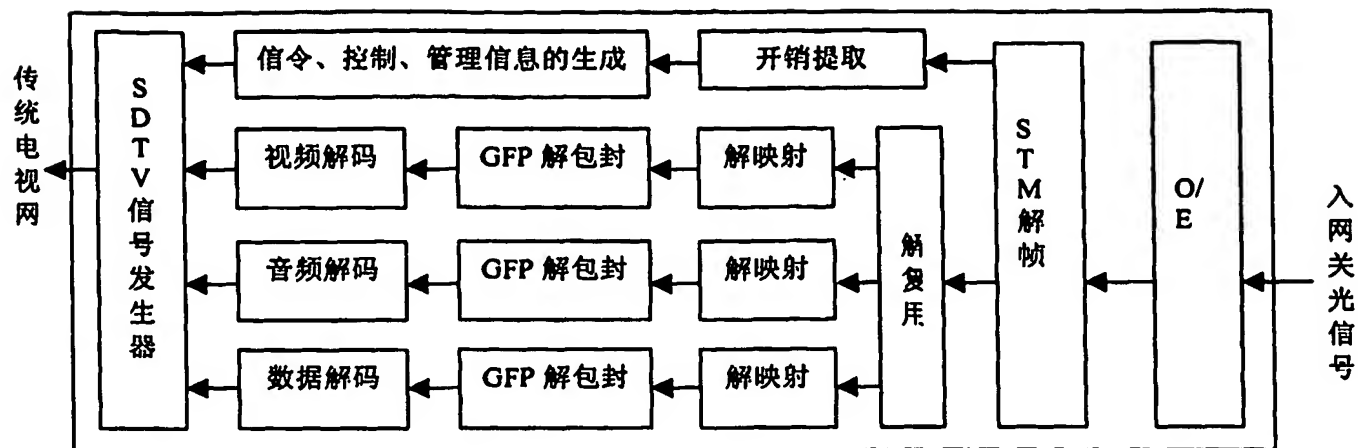 传统电视网
SDTV信号发生器
信令、控制、管理信息的生成
开销提取
视频解码
GFP 解包封
解映射
音频解码
GFP 解包封
解映射
数据解码
GFP 解包封
解映射
解复用
STM解帧
O/E
入网关光信号